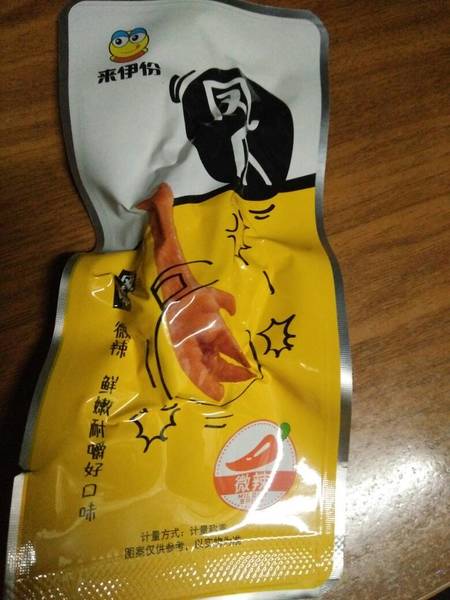 来伊份
凤爪
微辣
鲜嫩耐嚼好口味
微辣
计量方式：计量称重
图案仅供参考，以实物为准